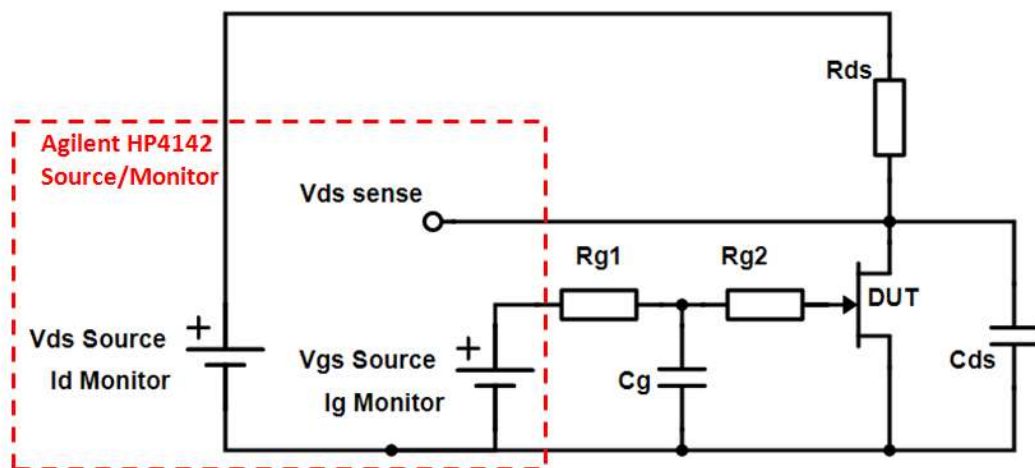 Rds
Agilent HP4142
Source/Monitor
Vds sense
Rg1
Rg2
DUT
Vds Source
Id Monitor
+
Vgs Source
Ig Monitor
+
Cg
Cds